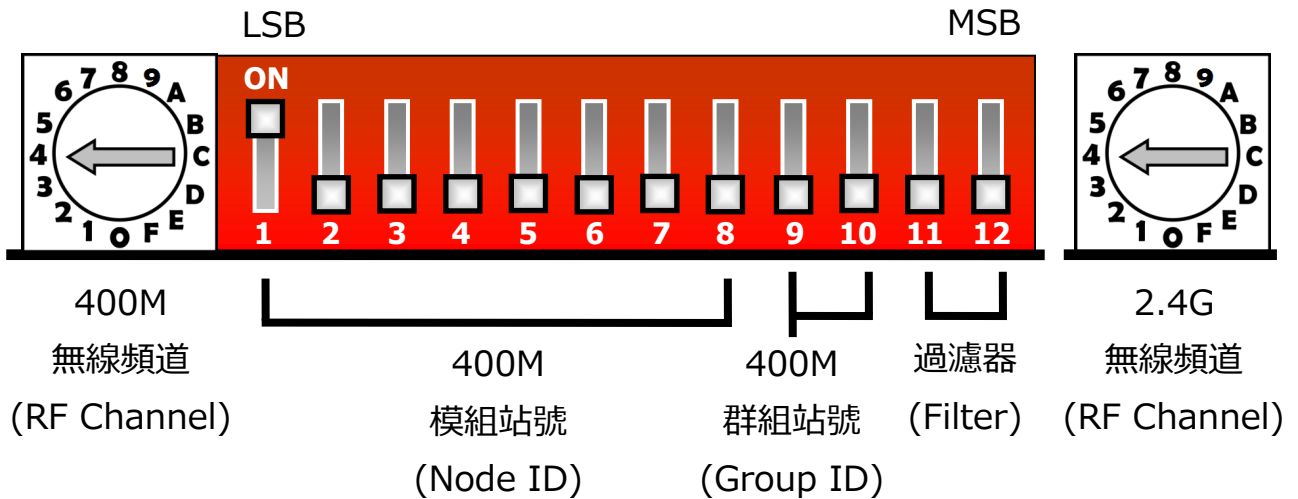 LSB
MSB
ON
8
7 9
6 A
5 B
4 C
3 D
2 E
1 0 F
1 2 3 4 5 6 7 8 9 10 11 12
8
7 9
6 A
5 B
4 C
3 D
2 E
1 0 F
400M
無線頻道
(RF Channel)
400M
模組站號
(Node ID)
400M
群組站號
(Group ID)
過濾器
(Filter)
2.4G
無線頻道
(RF Channel)